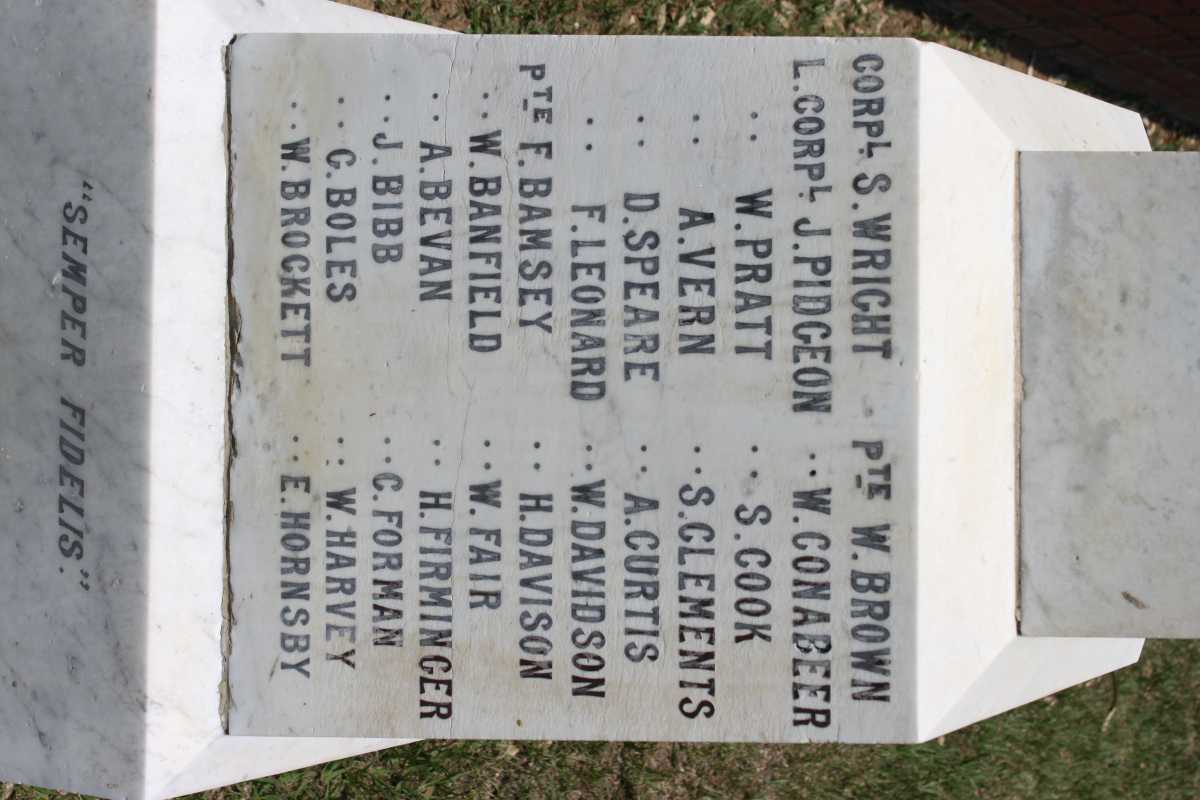 CORPL S. WRIGHT
L. CORPL J. PIDGEON
.. W. PRATT
.. A. VERN
.. D. SPEARE
.. F. LEONARD
PTE F. BAMSEY
.. W. BANFIELD
.. A. BEVAN
.. J. BIBB
.. C. BOLES
.. W. BROCKETT
PTE W. BROWN
.. W. CONABEER
.. S. COOK
.. S. CLEMENTS
.. A. CURTIS
.. W. DAVIDSON
.. H. DAVISON
.. W. FAIR
.. H. FIRMINGER
.. C. FORMAN
.. W. HARVEY
.. E. HORNSBY
"SEMPER FIDELIS."